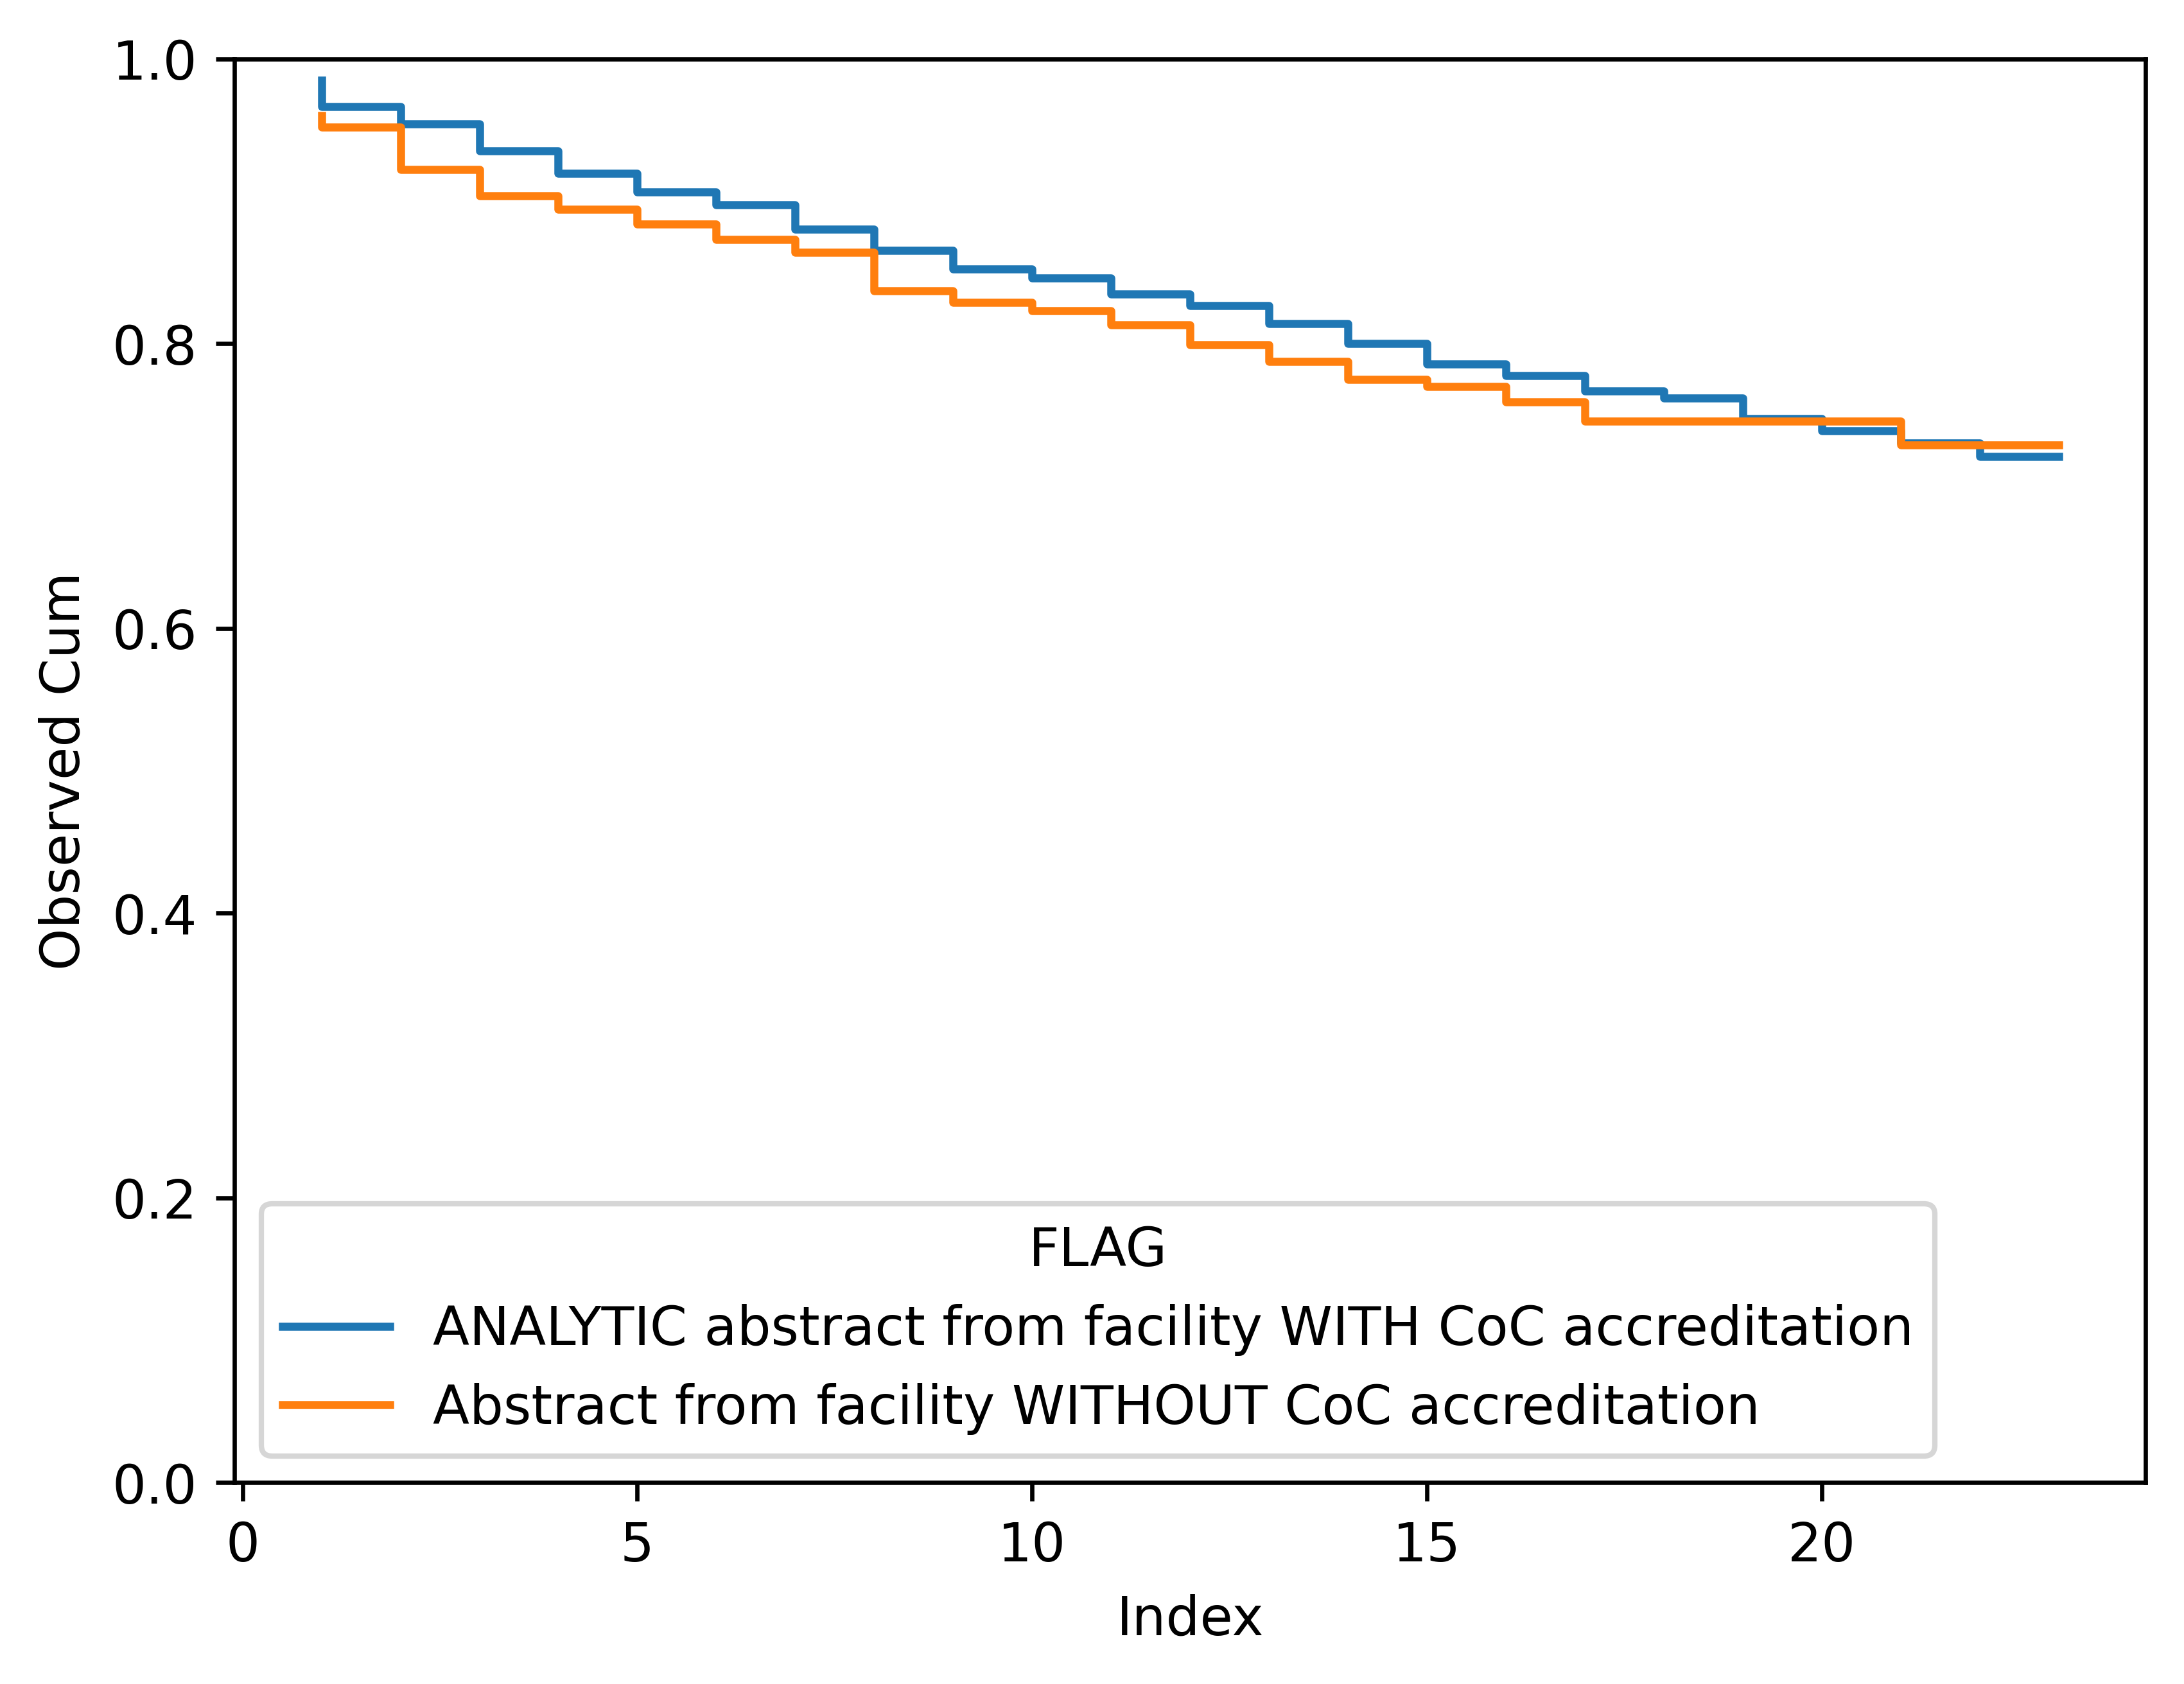 1.0
0.8
0.6
0.4
0.2
0.0
Observed Cum
FLAG
ANALYTIC abstract from facility WITH CoC accreditation
Abstract from facility WITHOUT CoC accreditation
0 5 10 15 20
Index